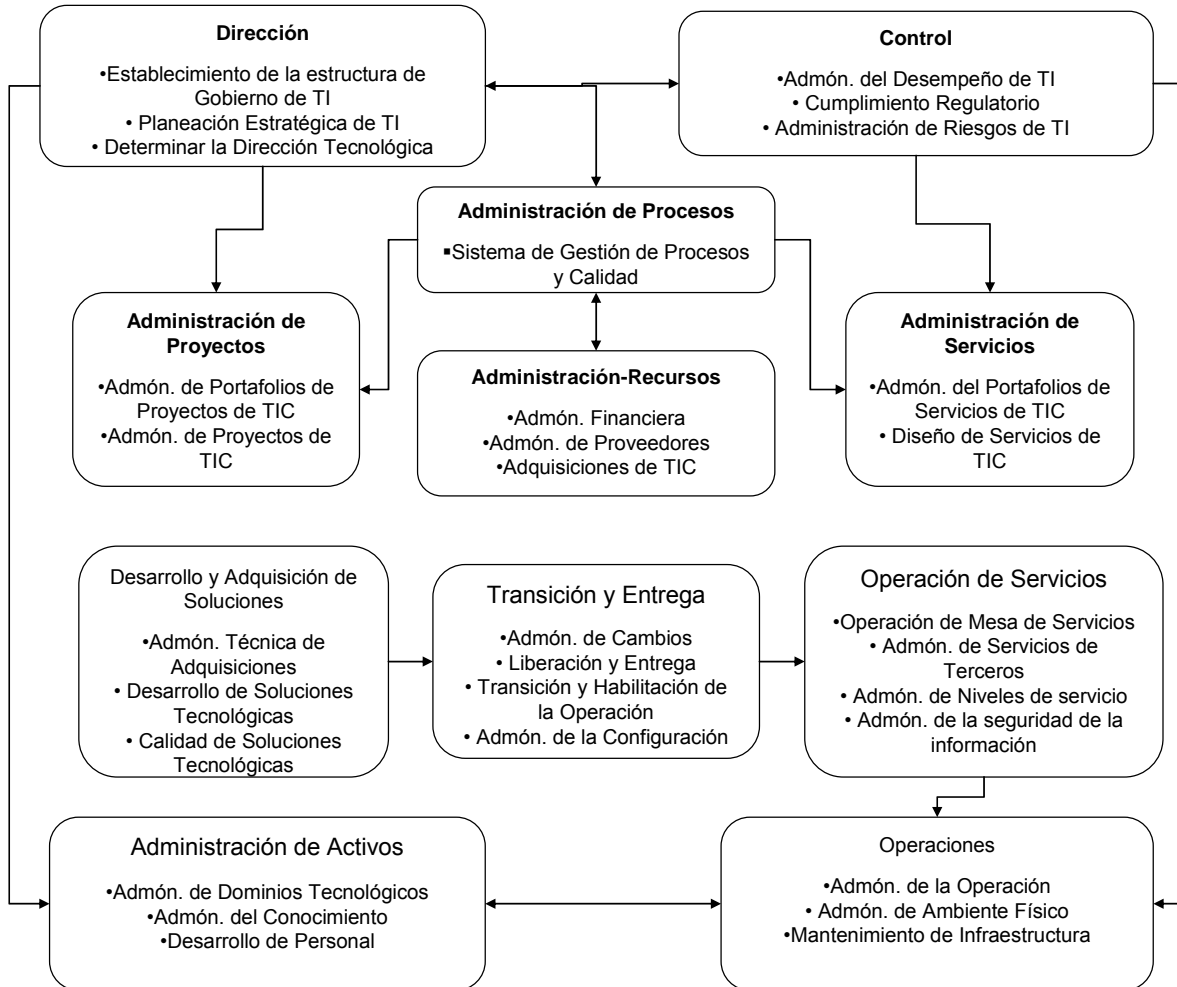 Dirección
•Establecimiento de la estructura de
Gobierno de TI
• Planeación Estratégica de TI
• Determinar la Dirección Tecnológica
Control
• Admón. del Desempeño de TI
• Cumplimiento Regulatorio
• Administración de Riesgos de TI
Administración de Procesos
▪Sistema de Gestión de Procesos
y Calidad
Administración de
Proyectos
•Admón. de Portafolios de
Proyectos de TIC
•Admón. de Proyectos de
TIC
Administración-Recursos
• Admón. Financiera
•Admón. de Proveedores
•Adquisiciones de TIC
Administración de
Servicios
•Admón. del Portafolios de
Servicios de TIC
• Diseño de Servicios de
TIC
Desarrollo y Adquisición de
Soluciones
•Admón. Técnica de
Adquisiciones
• Desarrollo de Soluciones
Tecnológicas
• Calidad de Soluciones
Tecnológicas
Transición y Entrega
•Admón. de Cambios
• Liberación y Entrega
• Transición y Habilitación de
la Operación
• Admón. de la Configuración
Operación de Servicios
•Operación de Mesa de Servicios
• Admón. de Servicios de
Terceros
• Admón. de Niveles de servicio
• Admón. de la seguridad de la
información
Administración de Activos
•Admón. de Dominios Tecnológicos
•Admón. del Conocimiento
•Desarrollo de Personal
Operaciones
•Admón. de la Operación
• Admón. de Ambiente Físico
•Mantenimiento de Infraestructura